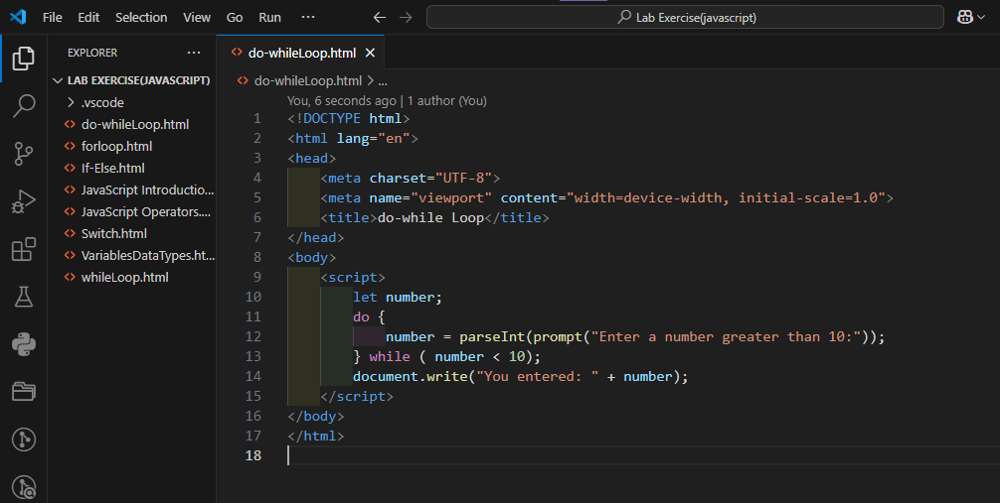 File Edit Selection View Go Run ···
Lab Exercise(javascript)
EXPLORER ···
LAB EXERCISE(JAVASCRIPT)
.vscode
do-whileLoop.html
forloop.html
If-Else.html
JavaScript Introductio...
JavaScript Operators....
Switch.html
VariablesDataTypes.ht...
whileLoop.html
do-whileLoop.html
do-whileLoop.html > ...
You, 6 seconds ago | 1 author (You)
1 <!DOCTYPE html>
2 <html lang="en">
3 <head>
4     <meta charset="UTF-8">
5     <meta name="viewport" content="width=device-width, initial-scale=1.0">
6     <title>do-while Loop</title>
7 </head>
8 <body>
9     <script>
10         let number;
11         do {
12             number = parseInt(prompt("Enter a number greater than 10:"));
13         } while ( number < 10);
14         document.write("You entered: " + number);
15     </script>
16 </body>
17 </html>
18